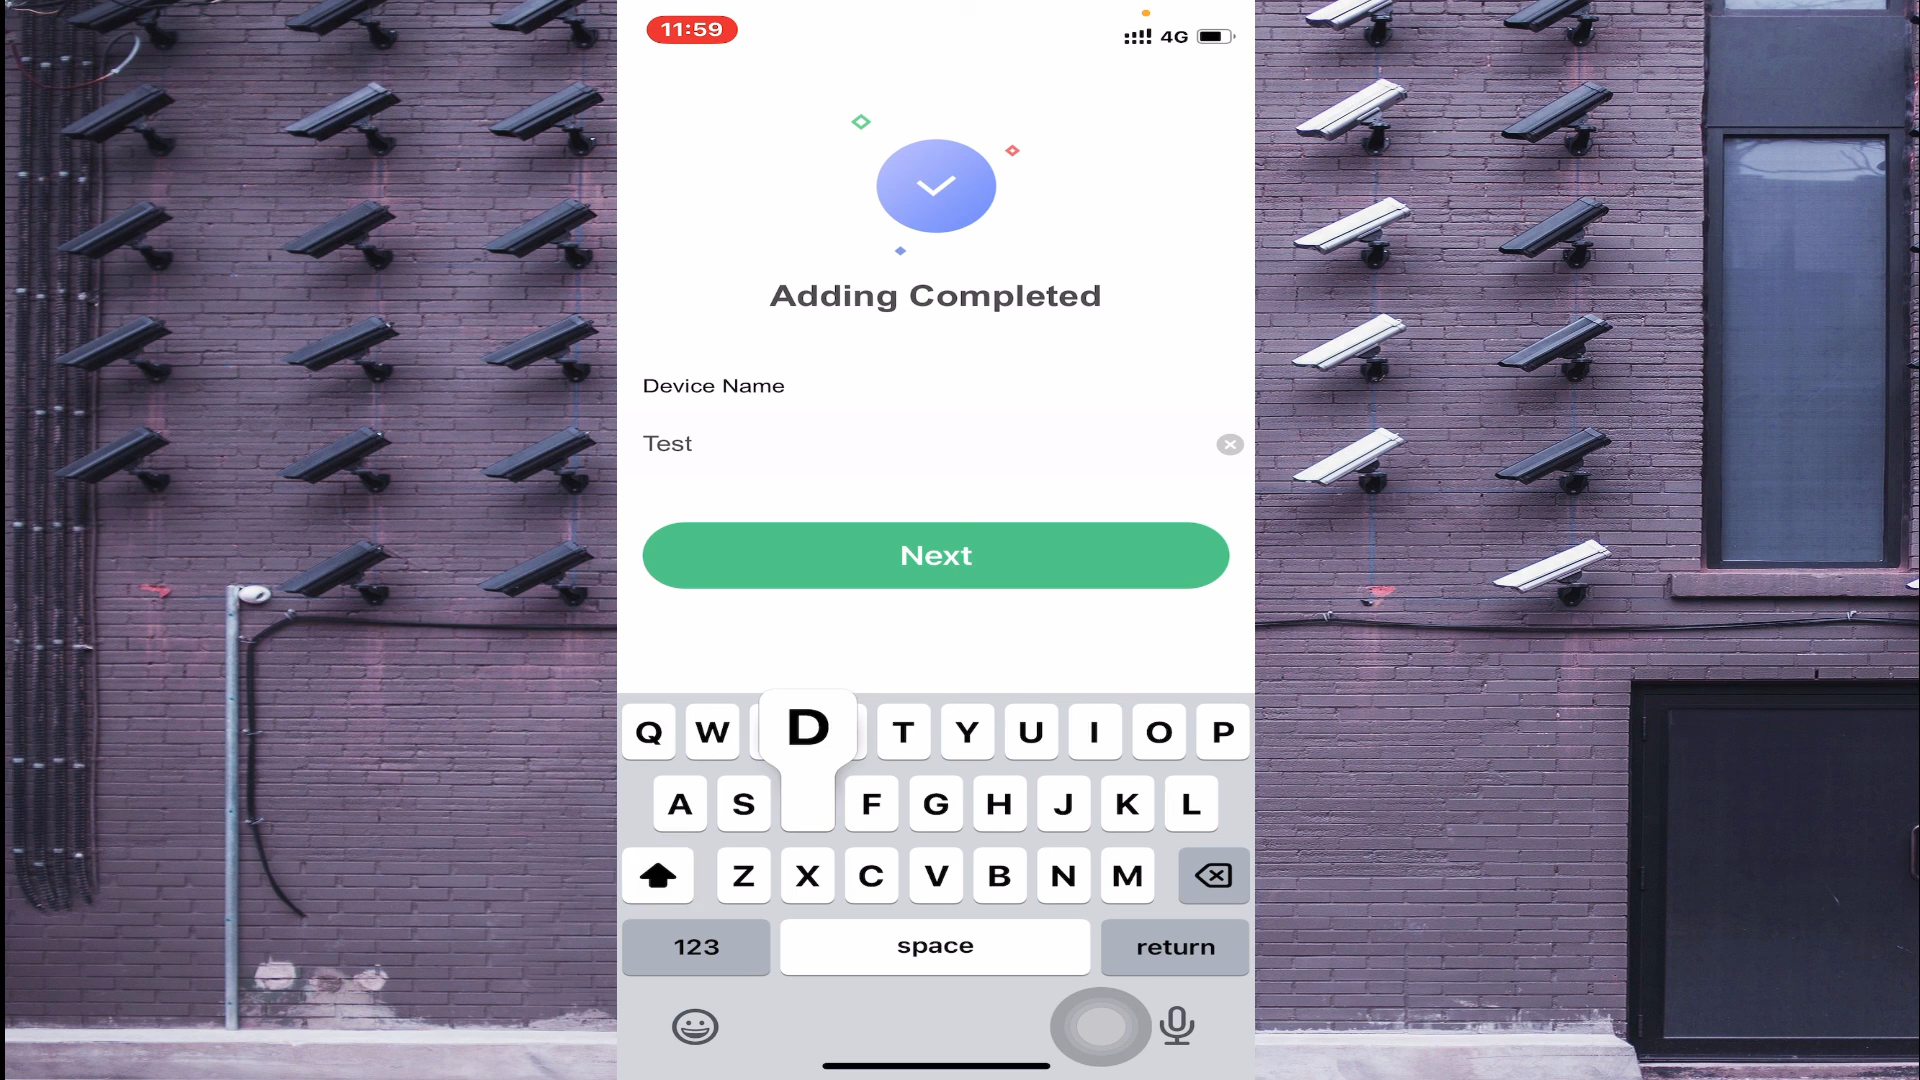 11:59
4G
Adding Completed
Device Name
Test
Next
Q W D T Y U I O P
A S F G H J K L
Z X C V B N M
123 space return